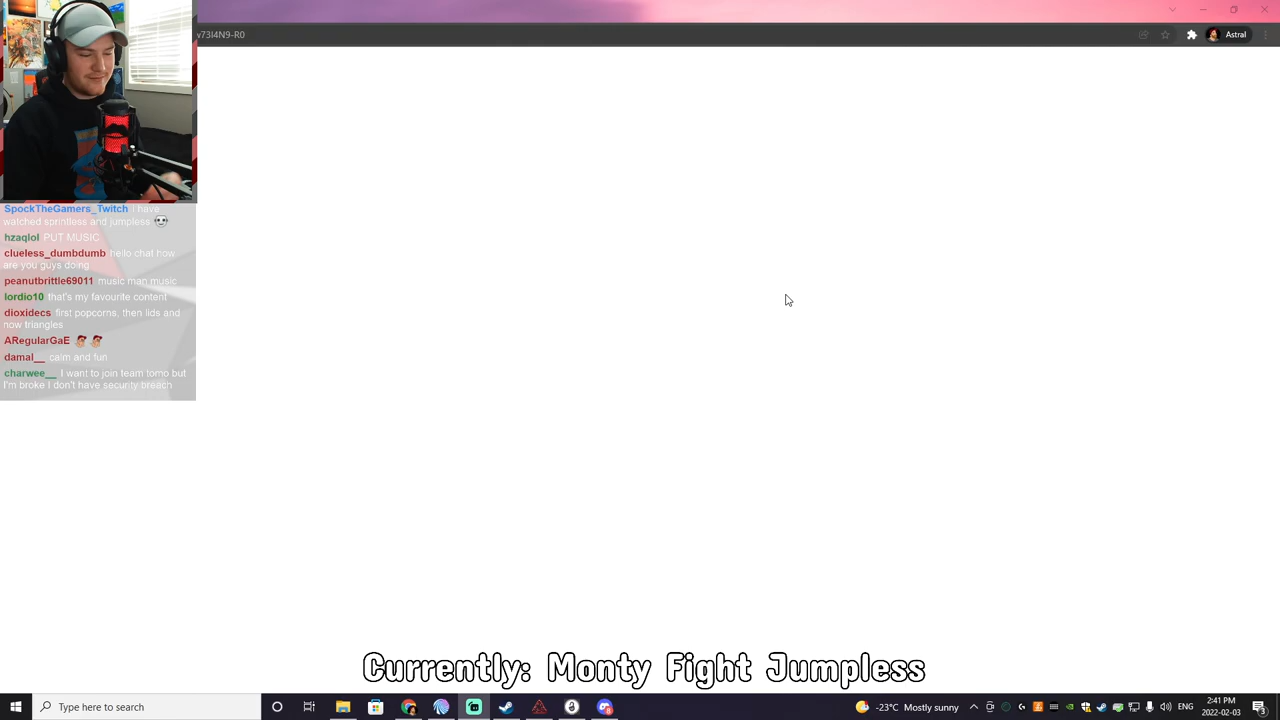 v73I4N9-R0
Astral
SpockTheGamers_Twitch i have
watched sprintless and jumpless
hzaqlol PUT MUSIC
clueless_dumbdumb hello chat how
are you guys doing
peanutbrittle69011 music man music
lordio10 that's my favourite content
dioxidecs first popcorns, then lids and
now triangles
ARegularGaE
damal__ calm and fun
charwee__ I want to join team tomo but
I'm broke I don't have security breach
Currently: Monty Fight Jumpless
Type here to search
-23°C Mostly sunny
ENG
2:41 PM
2022-02-03